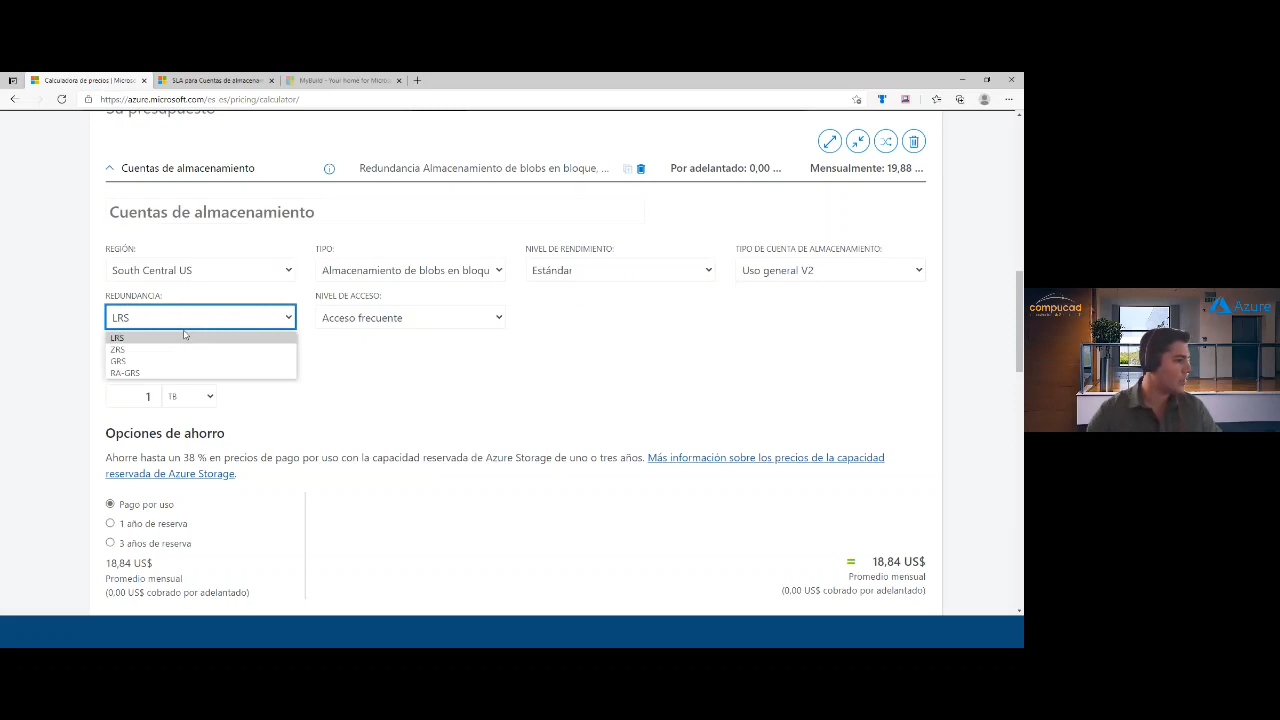 Calculadora de precios | Microso
SLA para Cuentas de almacenam
MyBuild - Your home for Micros
https://azure.microsoft.com/es-es/pricing/calculator/
Su presupuesto
Cuentas de almacenamiento
Redundancia Almacenamiento de blobs en bloque, ...
Por adelantado: 0,00 ...
Mensualmente: 19,88 ...
Cuentas de almacenamiento
REGIÓN:
TIPO:
NIVEL DE RENDIMIENTO:
TIPO DE CUENTA DE ALMACENAMIENTO:
South Central US
Almacenamiento de blobs en bloqu
Estándar
Uso general V2
REDUNDANCIA:
NIVEL DE ACCESO:
LRS
Acceso frecuente
LRS
ZRS
GRS
RA-GRS
1
TB
Opciones de ahorro
Ahorre hasta un 38 % en precios de pago por uso con la capacidad reservada de Azure Storage de uno o tres años. Más información sobre los precios de la capacidad
reservada de Azure Storage.
Pago por uso
1 año de reserva
3 años de reserva
18,84 US$
Promedio mensual
(0,00 US$ cobrado por adelantado)
= 18,84 US$
Promedio mensual
(0,00 US$ cobrado por adelantado)
compucad
Azure